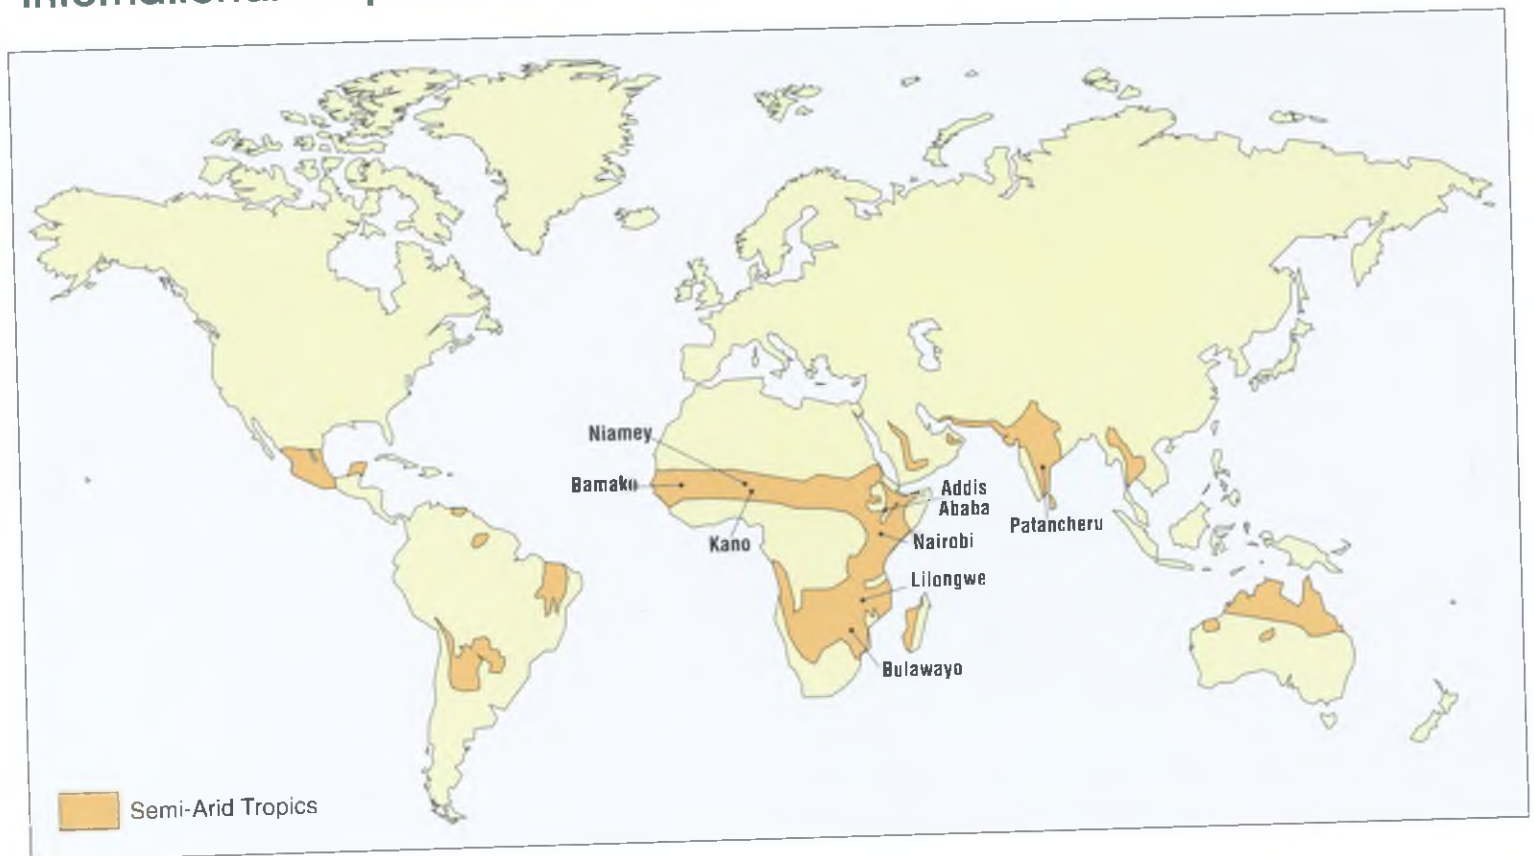 Niamey
Bamako
Kano
Addis
Ababa
Nairobi
Lilongwe
Bulawayo
Patancheru
Semi-Arid Tropics